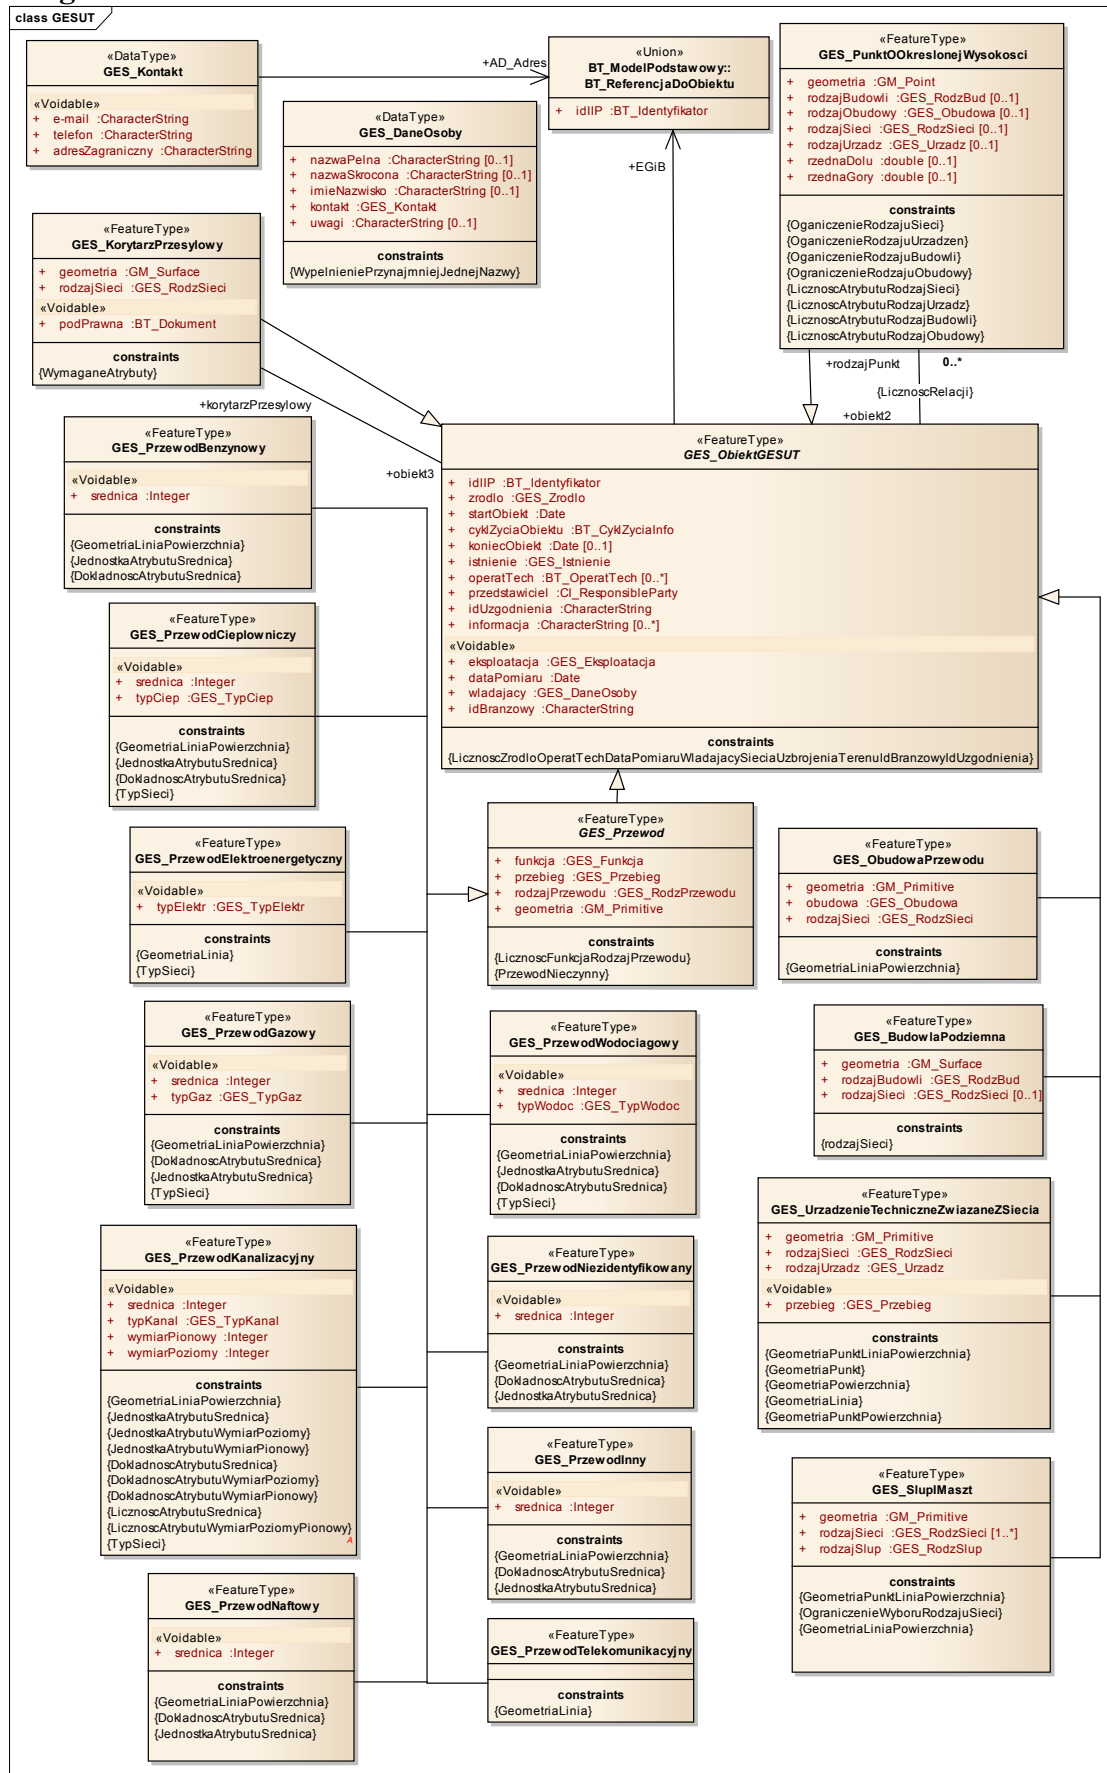 class GESUT
«DataType»
GES_Kontakt
«Voidable»
+ e-mail :CharacterString
+ telefon :CharacterString
+ adresZagraniczny :CharacterString
+AD_Adres
«Union»
BT_ModelPodstawowy::
BT_ReferencjaDoObiektu
+ idIIP :BT_Identyfikator
+EGiB
«DataType»
GES_DaneOsoby
+ nazwaPelna :CharacterString [0..1]
+ nazwaSkrocona :CharacterString [0..1]
+ imieNazwisko :CharacterString [0..1]
+ kontakt :GES_Kontakt
+ uwagi :CharacterString [0..1]
constraints
{WypelnieniePrzynajmniejJednejNazwy}
«FeatureType»
GES_PunktOOkreslonejWysokosci
+ geometria :GM_Point
+ rodzajBudowli :GES_RodzBud [0..1]
+ rodzajObudowy :GES_Obudowa [0..1]
+ rodzajSieci :GES_RodzSieci [0..1]
+ rodzajUrzadz :GES_Urzadz [0..1]
+ rzednaDolu :double [0..1]
+ rzednaGory :double [0..1]
constraints
{OganiczenieRodzajuSieci}
{OganiczenieRodzajuUrzadzen}
{OganiczenieRodzajuBudowli}
{OgraniczenieRodzajuObudowy}
{LicznoscAtrybutuRodzajSieci}
{LicznoscAtrybutuRodzajUrzadz}
{LicznoscAtrybutuRodzajBudowli}
{LicznoscAtrybutuRodzajObudowy}
+rodzajPunkt
0..*
{LicznoscRelacji}
+obiekt2
«FeatureType»
GES_KorytarzPrzesylowy
+ geometria :GM_Surface
+ rodzajSieci :GES_RodzSieci
«Voidable»
+ podPrawna :BT_Dokument
constraints
{WymaganeAtrybuty}
+korytarzPrzesylowy
+obiekt3
«FeatureType»
GES_ObiektGESUT
+ idIIP :BT_Identyfikator
+ zrodlo :GES_Zrodlo
+ startObiekt :Date
+ cyklZyciaObiektu :BT_CyklZyciaInfo
+ koniecObiekt :Date [0..1]
+ istnienie :GES_Istnienie
+ operatTech :BT_OperatTech [0..*]
+ przedstawiciel :CI_ResponsibleParty
+ idUzgodnienia :CharacterString
+ informacja :CharacterString [0..*]
«Voidable»
+ eksploatacja :GES_Eksploatacja
+ dataPomiaru :Date
+ wladajacy :GES_DaneOsoby
+ idBranzowy :CharacterString
constraints
{LicznoscZrodloOperatTechDataPomiaruWladajacySieciaUzbrojeniaTerenuIdBranzowyIdUzgodnienia}
«FeatureType»
GES_PrzewodBenzynowy
«Voidable»
+ srednica :Integer
constraints
{GeometriaLiniaPowierzchnia}
{JednostkaAtrybutuSrednica}
{DokladnoscAtrybutuSrednica}
«FeatureType»
GES_PrzewodCieplowniczy
«Voidable»
+ srednica :Integer
+ typCiep :GES_TypCiep
constraints
{GeometriaLiniaPowierzchnia}
{JednostkaAtrybutuSrednica}
{DokladnoscAtrybutuSrednica}
{TypSieci}
«FeatureType»
GES_PrzewodElektroenergetyczny
«Voidable»
+ typElektr :GES_TypElektr
constraints
{GeometriaLinia}
{TypSieci}
«FeatureType»
GES_Przewod
+ funkcja :GES_Funkcja
+ przebieg :GES_Przebieg
+ rodzajPrzewodu :GES_RodzPrzewodu
+ geometria :GM_Primitive
constraints
{LicznoscFunkcjaRodzajPrzewodu}
{PrzewodNieczynny}
«FeatureType»
GES_ObudowaPrzewodu
+ geometria :GM_Primitive
+ obudowa :GES_Obudowa
+ rodzajSieci :GES_RodzSieci
constraints
{GeometriaLiniaPowierzchnia}
«FeatureType»
GES_PrzewodGazowy
«Voidable»
+ srednica :Integer
+ typGaz :GES_TypGaz
constraints
{GeometriaLiniaPowierzchnia}
{DokladnoscAtrybutuSrednica}
{JednostkaAtrybutuSrednica}
{TypSieci}
«FeatureType»
GES_PrzewodWodociagowy
«Voidable»
+ srednica :Integer
+ typWodoc :GES_TypWodoc
constraints
{GeometriaLiniaPowierzchnia}
{JednostkaAtrybutuSrednica}
{DokladnoscAtrybutuSrednica}
{TypSieci}
«FeatureType»
GES_BudowlaPodziemna
+ geometria :GM_Surface
+ rodzajBudowli :GES_RodzBud
+ rodzajSieci :GES_RodzSieci [0..1]
constraints
{rodzajSieci}
«FeatureType»
GES_UrzadzenieTechniczneZwiazaneZSiecia
+ geometria :GM_Primitive
+ rodzajSieci :GES_RodzSieci
+ rodzajUrzadz :GES_Urzadz
«Voidable»
+ przebieg :GES_Przebieg
constraints
{GeometriaPunktLiniaPowierzchnia}
{GeometriaPunkt}
{GeometriaPowierzchnia}
{GeometriaLinia}
{GeometriaPunktPowierzchnia}
«FeatureType»
GES_PrzewodKanalizacyjny
«Voidable»
+ srednica :Integer
+ typKanal :GES_TypKanal
+ wymiarPionowy :Integer
+ wymiarPoziomy :Integer
constraints
{GeometriaLiniaPowierzchnia}
{JednostkaAtrybutuSrednica}
{JednostkaAtrybutuWymiarPoziomy}
{JednostkaAtrybutuWymiarPionowy}
{DokladnoscAtrybutuSrednica}
{DokladnoscAtrybutuWymiarPoziomy}
{DokladnoscAtrybutuWymiarPionowy}
{LicznoscAtrybutuSrednica}
{LicznoscAtrybutuWymiarPoziomyPionowy}
{TypSieci}
A
«FeatureType»
GES_PrzewodNiezidentyfikowany
«Voidable»
+ srednica :Integer
constraints
{GeometriaLiniaPowierzchnia}
{DokladnoscAtrybutuSrednica}
{JednostkaAtrybutuSrednica}
«FeatureType»
GES_PrzewodInny
«Voidable»
+ srednica :Integer
constraints
{GeometriaLiniaPowierzchnia}
{DokladnoscAtrybutuSrednica}
{JednostkaAtrybutuSrednica}
«FeatureType»
GES_SlupIMaszt
+ geometria :GM_Primitive
+ rodzajSieci :GES_RodzSieci [1..*]
+ rodzajSlup :GES_RodzSlup
constraints
{GeometriaPunktLiniaPowierzchnia}
{OgraniczenieWyboruRodzajuSieci}
{GeometriaLiniaPowierzchnia}
«FeatureType»
GES_PrzewodNaftowy
«Voidable»
+ srednica :Integer
constraints
{GeometriaLiniaPowierzchnia}
{DokladnoscAtrybutuSrednica}
{JednostkaAtrybutuSrednica}
«FeatureType»
GES_PrzewodTelekomunikacyjny
constraints
{GeometriaLinia}